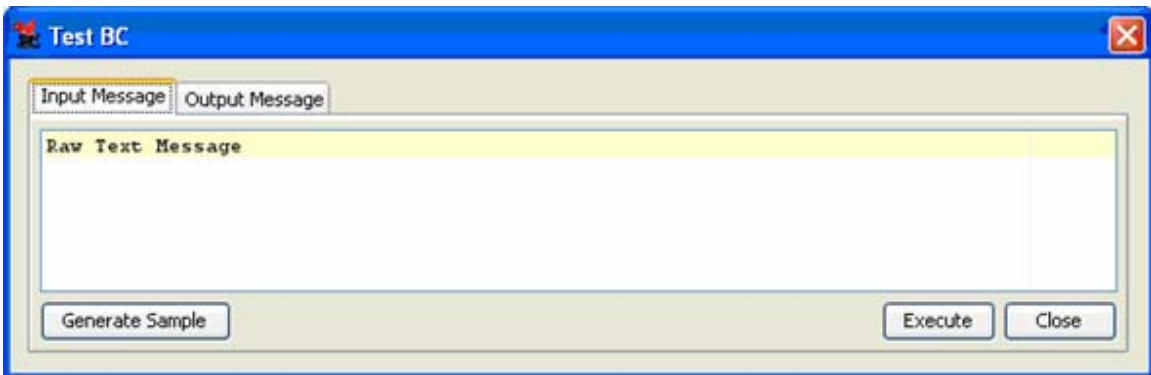 Test BC
Input Message Output Message
Raw Text Message
Generate Sample Execute Close